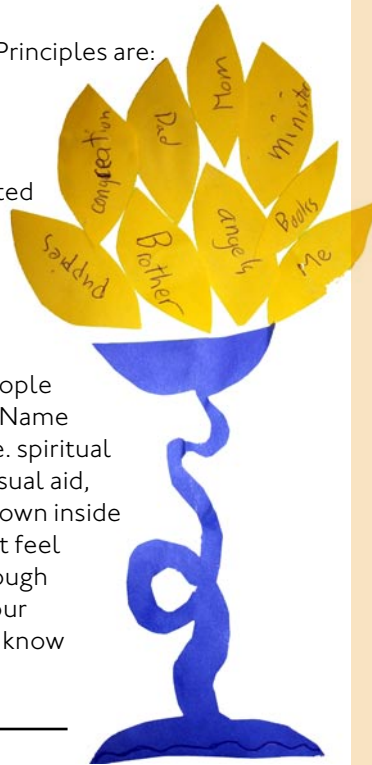 Principles are:
ted
ople
Name
e. spiritual
sual aid,
own inside
t feel
ough
our
know
Mom
Dad
minister
congreation
Books
angels
Me
Brother
puppies